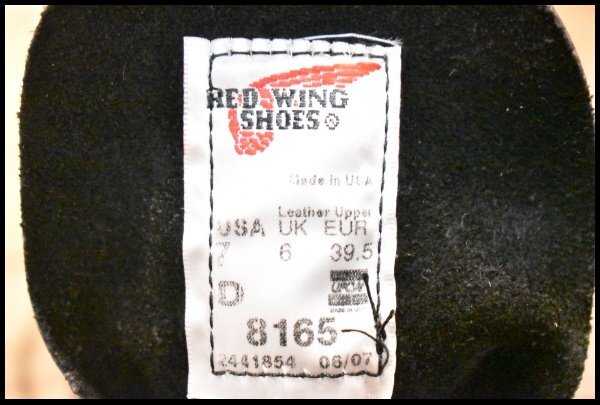 RED WING
SHOES®
Made in USA
Leather Upper
USA UK EUR
7 6 39.5
D
8165
2441854 06/07